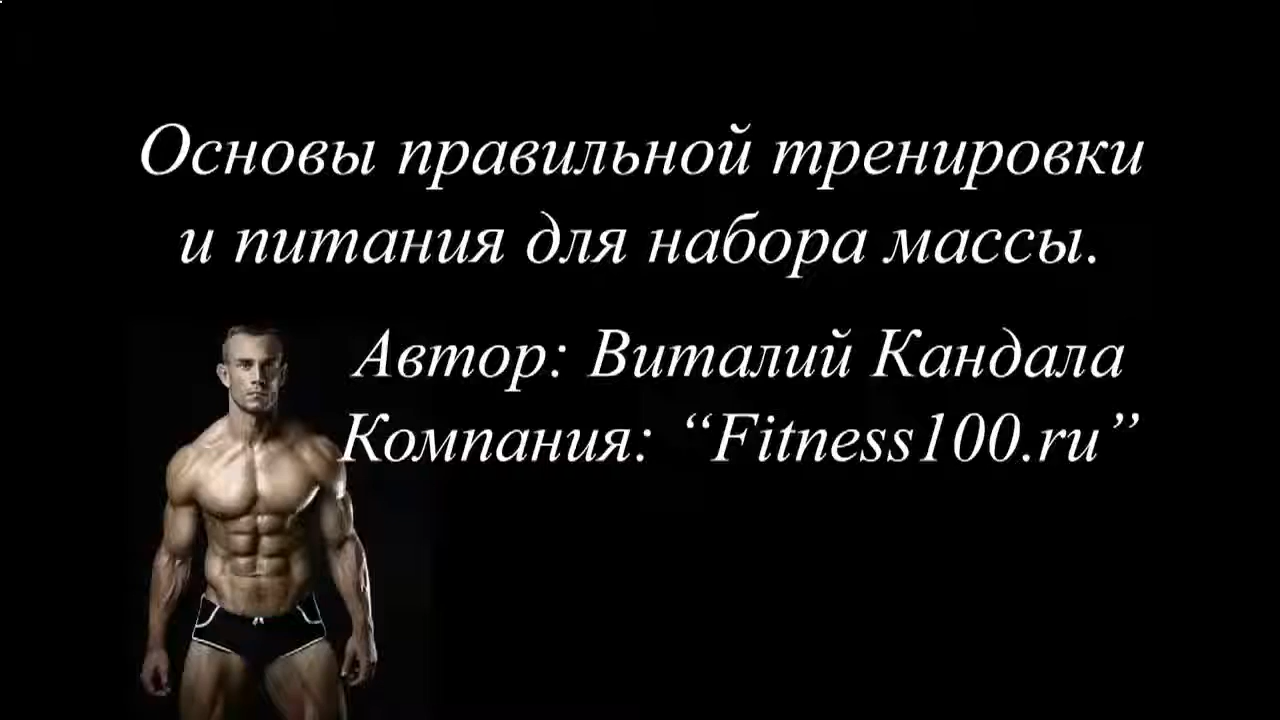 Основы правильной тренировки
и питания для набора массы.
Автор: Виталий Кандала
Компания: “Fitness100.ru”